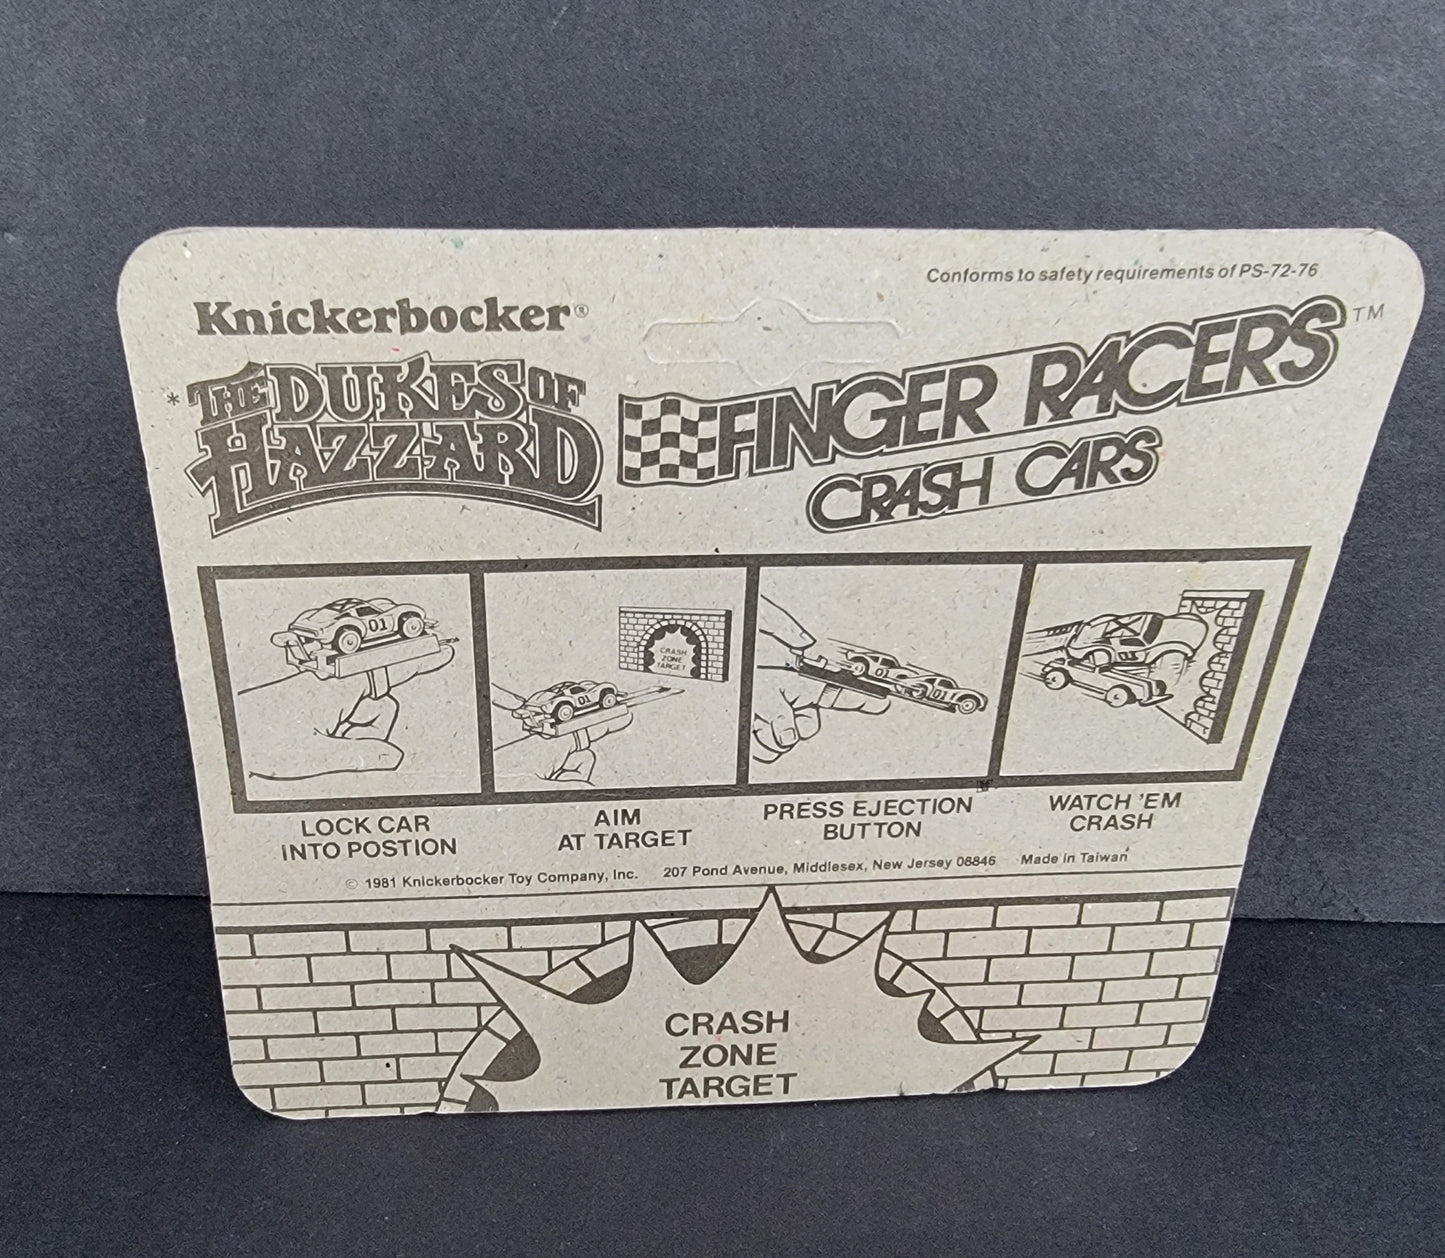 Conforms to safety requirements of PS-72-76
Knickerbocker®
*THE DUKES OF
HAZZARD
FINGER RACERS™
CRASH CARS
01
CRASH
ZONE
TARGET
01
01
01
LOCK CAR
INTO POSTION
AIM
AT TARGET
PRESS EJECTION
BUTTON
WATCH 'EM
CRASH
© 1981 Knickerbocker Toy Company, Inc. 207 Pond Avenue, Middlesex, New Jersey 08846 Made in Taiwan
CRASH
ZONE
TARGET